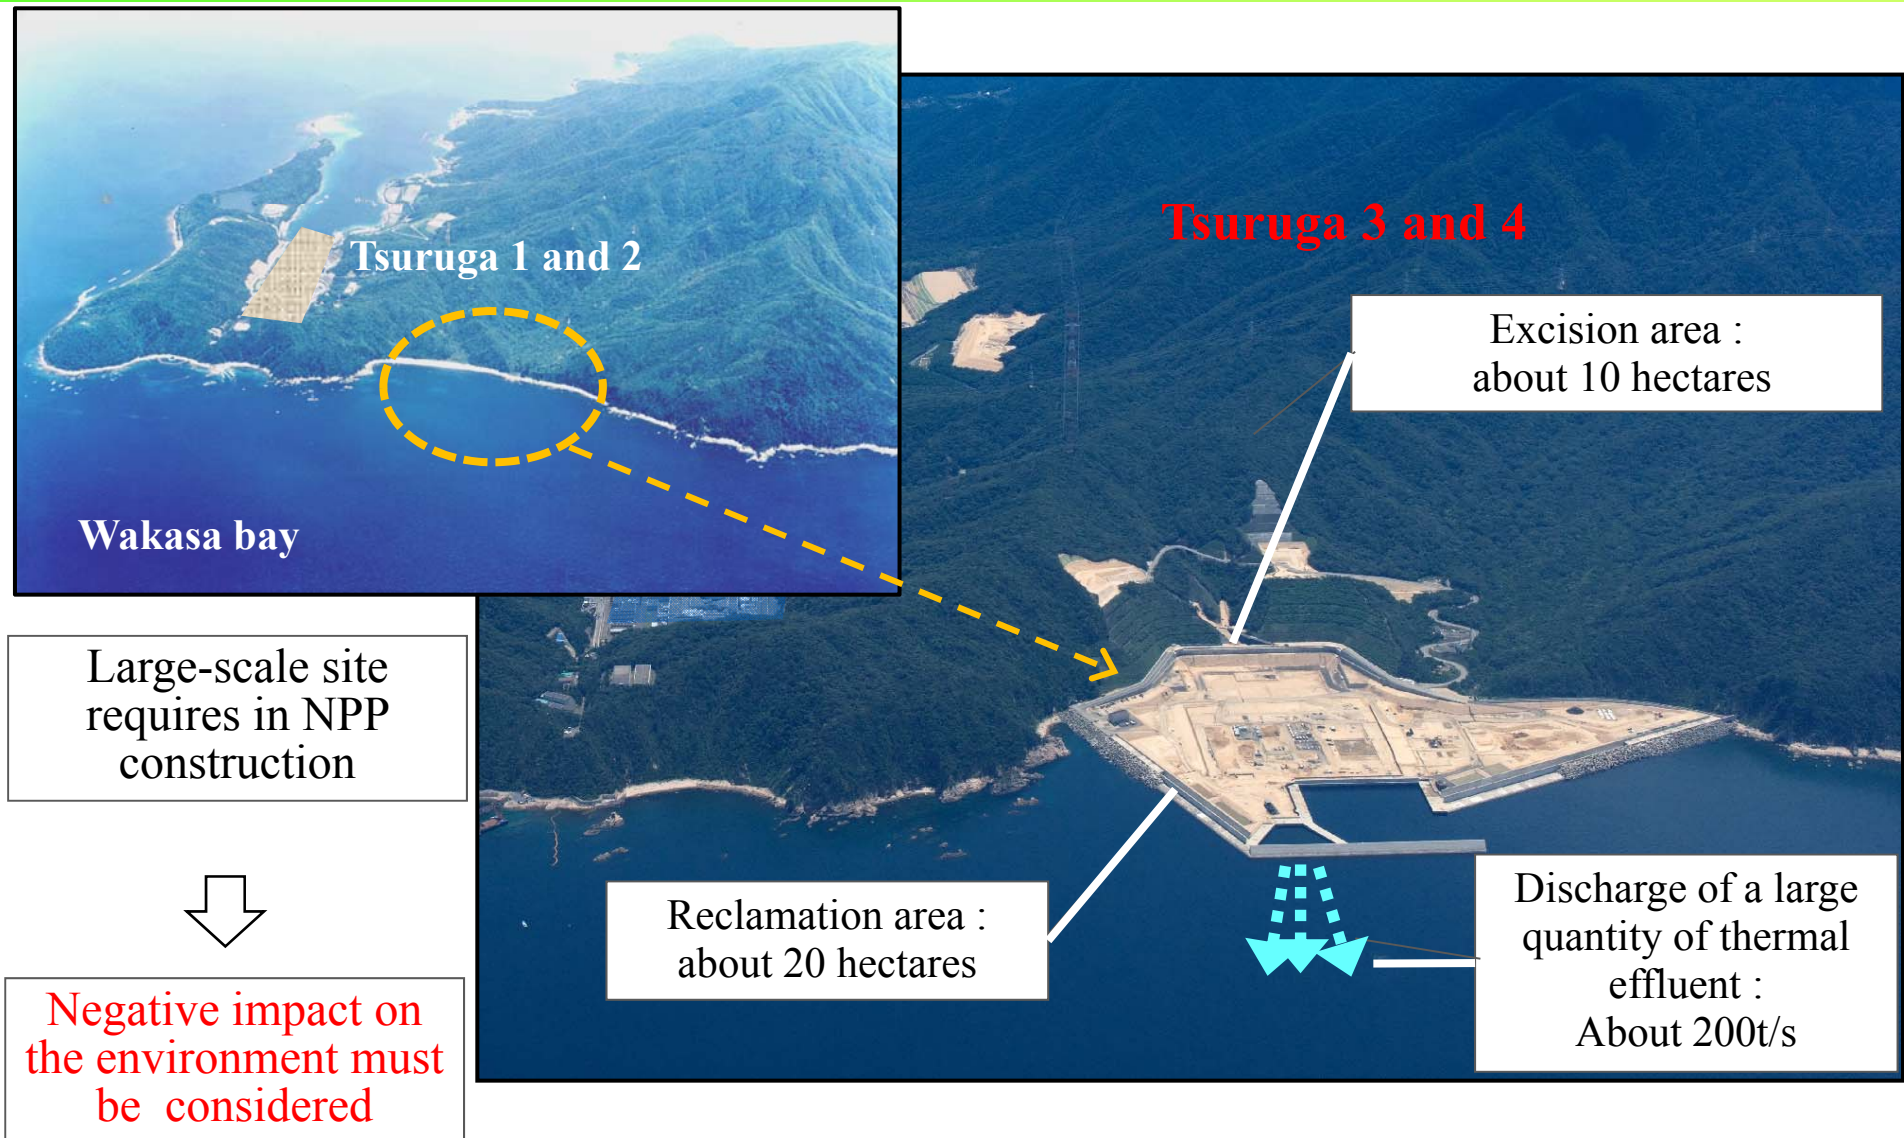 Tsuruga 1 and 2
Wakasa bay
Tsuruga 3 and 4
Excision area :
about 10 hectares
Large-scale site
requires in NPP
construction
Reclamation area :
about 20 hectares
Discharge of a large
quantity of thermal
effluent :
About 200t/s
Negative impact on
the environment must
be considered